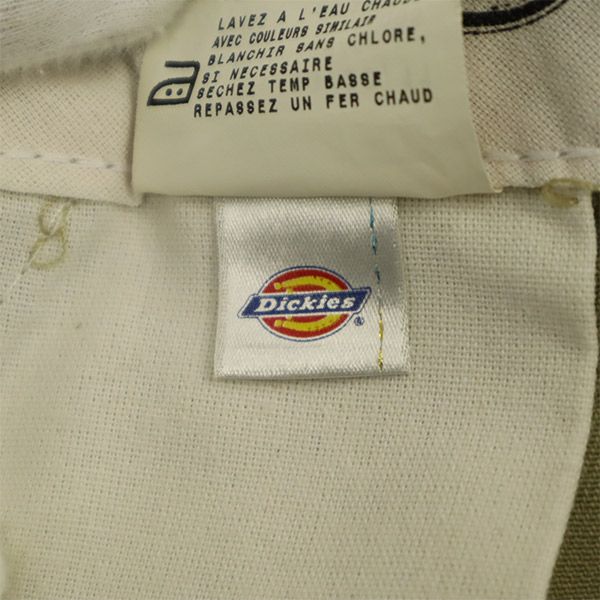 LAVEZ A L'EAU CHAUDE
AVEC COULEURS SIMILAIR
BLANCHIR SANS CHLORE,
SI NECESSAIRE
SECHEZ TEMP BASSE
REPASSEZ UN FER CHAUD
Dickies
®